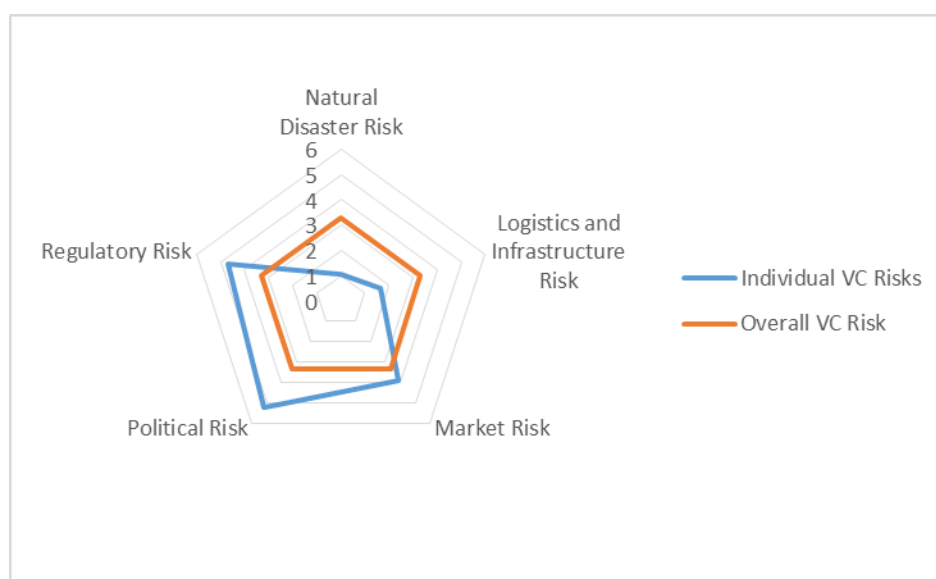 Natural
Disaster Risk
6
5
4
3
2
1
0
Logistics and
Infrastructure
Risk
Regulatory Risk
Individual VC Risks
Overall VC Risk
Political Risk
Market Risk